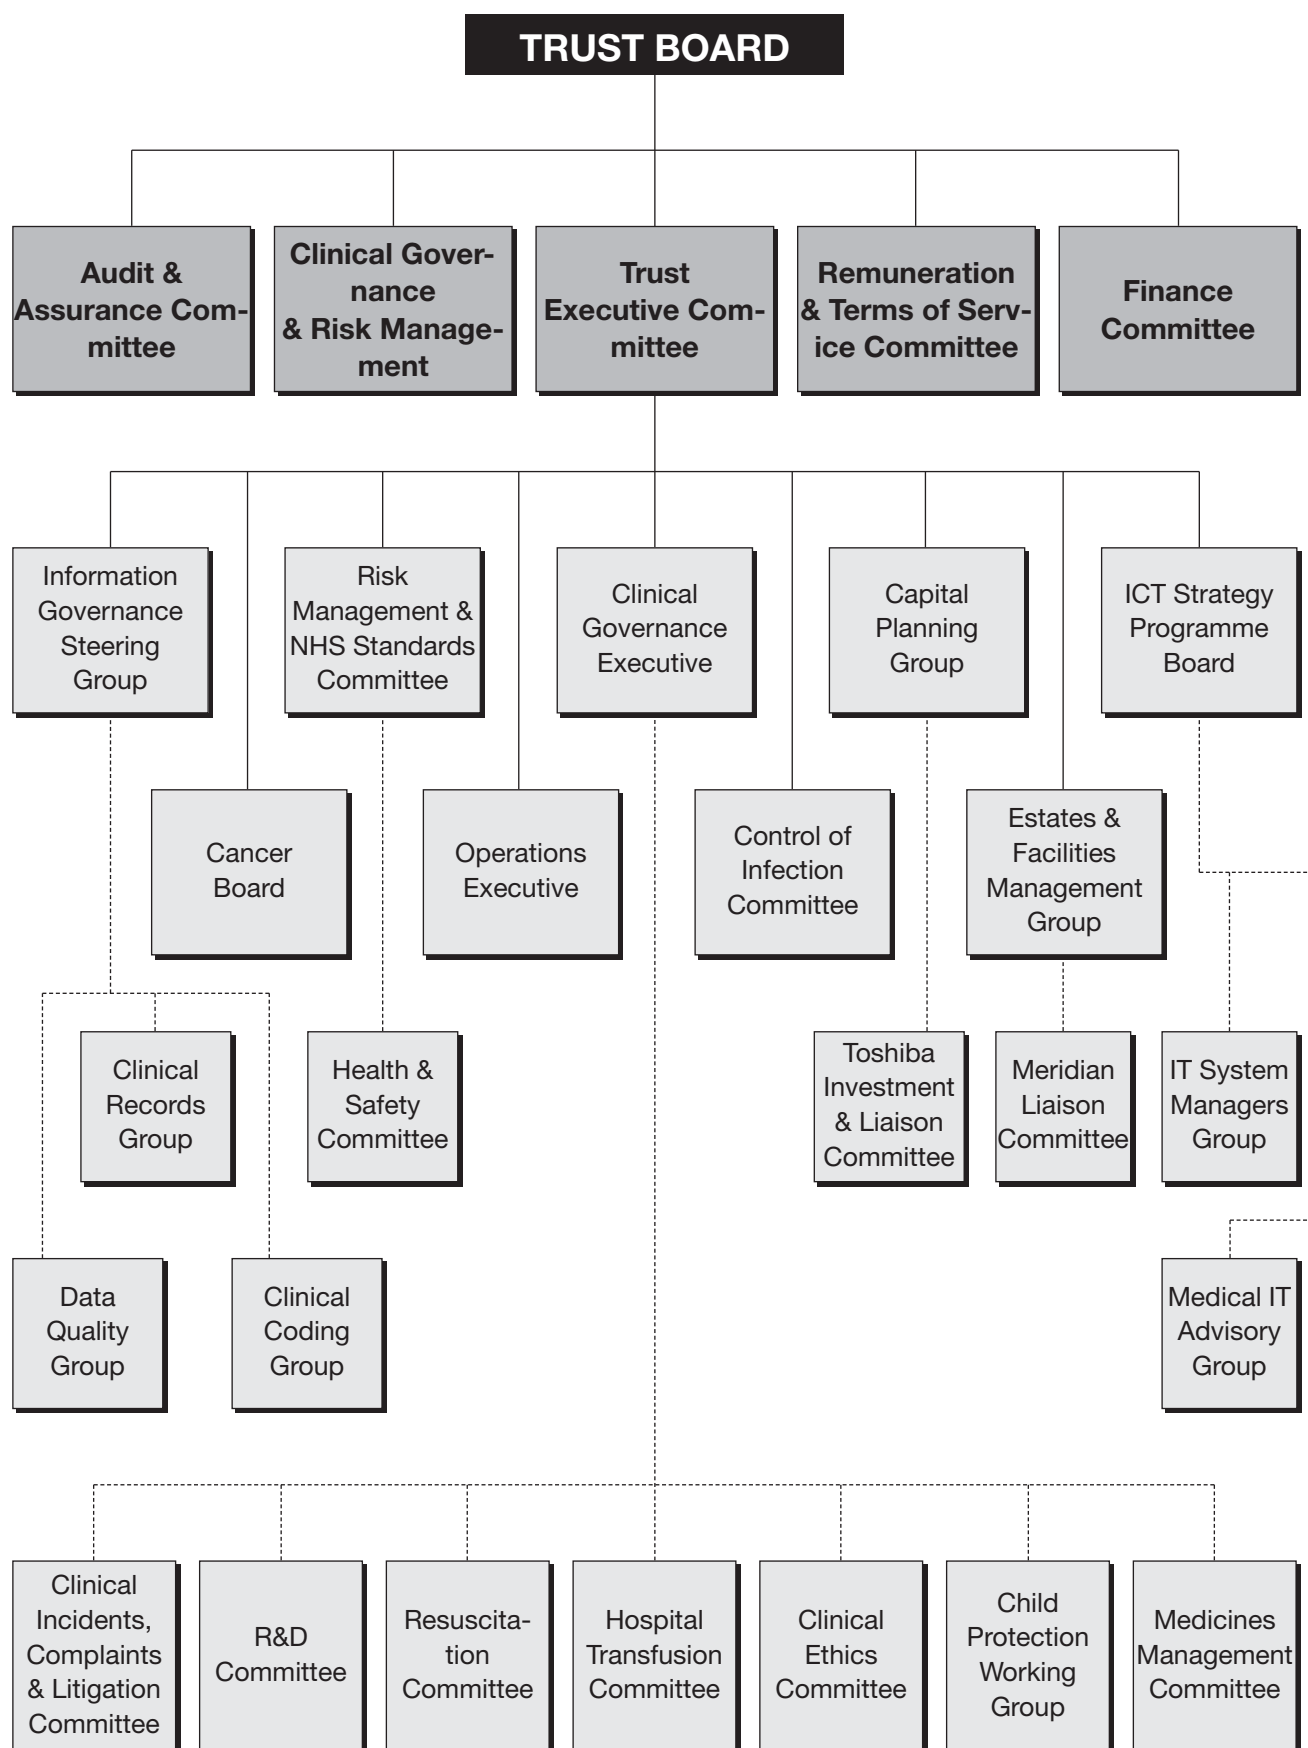 TRUST BOARD
Audit &
Assurance Com-
mittee
Clinical Gover-
nance
& Risk Manage-
ment
Trust
Executive Com-
mittee
Remuneration
& Terms of Serv-
ice Committee
Finance
Committee
Information
Governance
Steering
Group
Risk
Management &
NHS Standards
Committee
Clinical
Governance
Executive
Capital
Planning
Group
ICT Strategy
Programme
Board
Cancer
Board
Operations
Executive
Control of
Infection
Committee
Estates &
Facilities
Management
Group
Clinical
Records
Group
Health &
Safety
Committee
Toshiba
Investment
& Liaison
Committee
Meridian
Liaison
Committee
IT System
Managers
Group
Data
Quality
Group
Clinical
Coding
Group
Medical IT
Advisory
Group
Clinical
Incidents,
Complaints
& Litigation
Committee
R&D
Committee
Resuscita-
tion
Committee
Hospital
Transfusion
Committee
Clinical
Ethics
Committee
Child
Protection
Working
Group
Medicines
Management
Committee